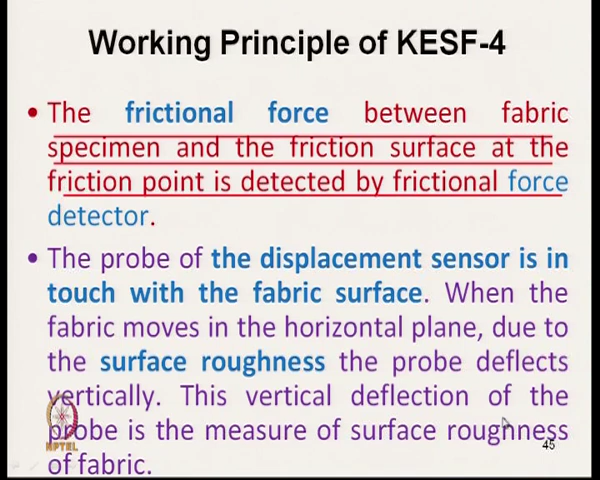 Working Principle of KESF-4
• The frictional force between fabric
specimen and the friction surface at the
friction point is detected by frictional force
detector.
• The probe of the displacement sensor is in
touch with the fabric surface. When the
fabric moves in the horizontal plane, due to
the surface roughness the probe deflects
vertically. This vertical deflection of the
probe is the measure of surface roughness
of fabric.
45
NPTEL